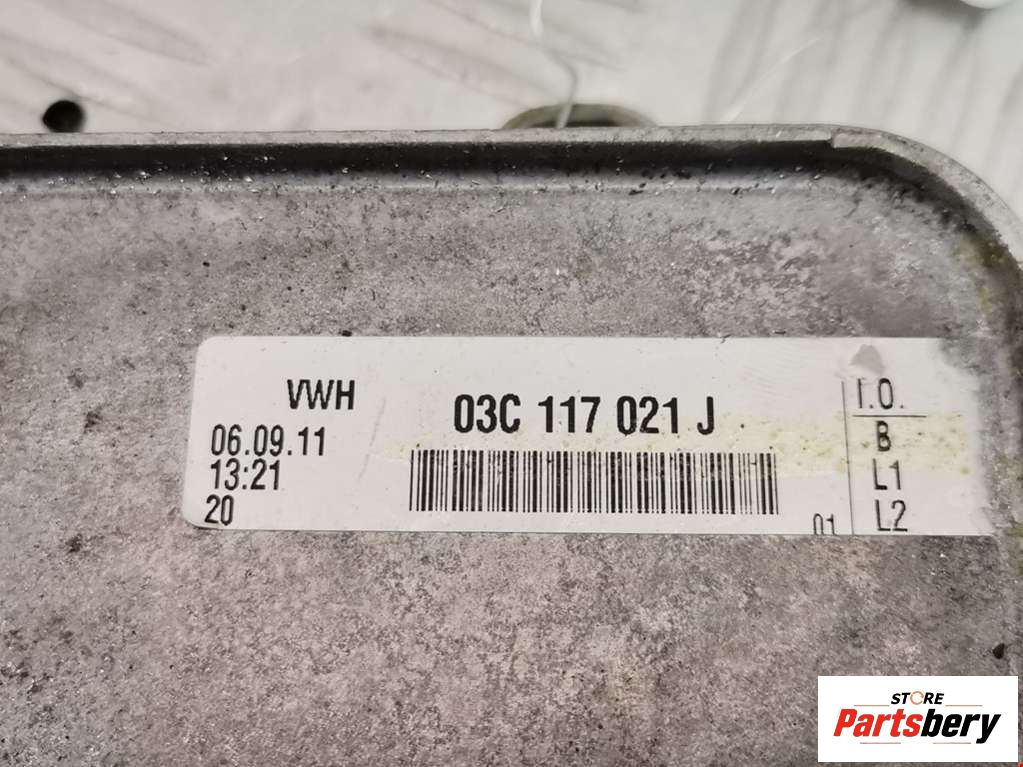 VWH
03C 117 021 J
06.09.11
13:21
20
01
I.O.
B
L1
L2
STORE
Partsbery